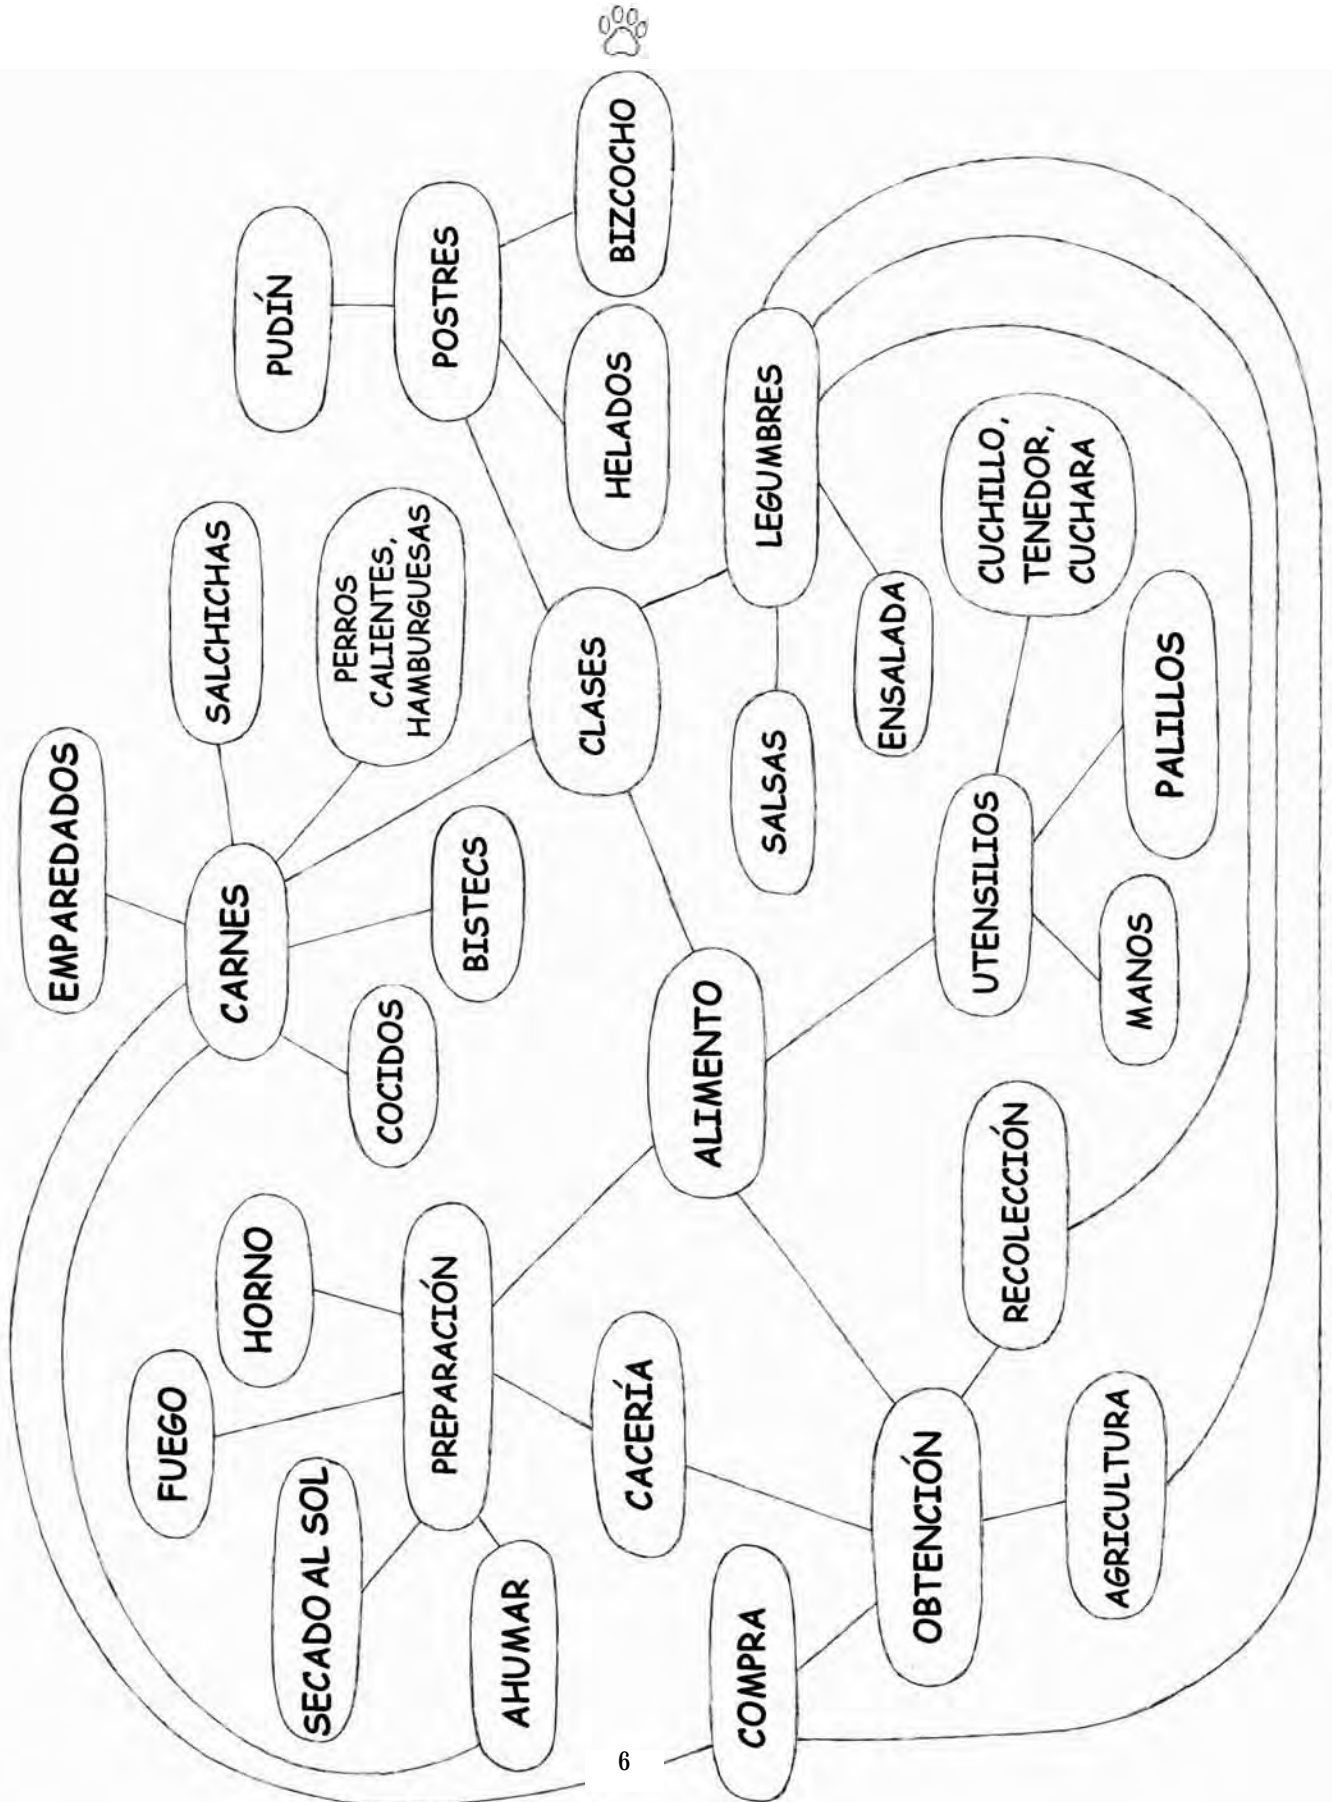 EMPAREDADOS
SALCHICHAS
PUDÍN
CARNES
PERROS
CALIENTES,
HAMBURGUESAS
POSTRES
BIZCOCHO
HELADOS
COCIDOS
BISTECS
CLASES
LEGUMBRES
SALSAS
ENSALADA
FUEGO
HORNO
SECADO AL SOL
PREPARACIÓN
AHUMAR
CACERÍA
ALIMENTO
UTENSILIOS
CUCHILLO,
TENEDOR,
CUCHARA
PALILLOS
MANOS
COMPRA
OBTENCIÓN
RECOLECCIÓN
AGRICULTURA
6